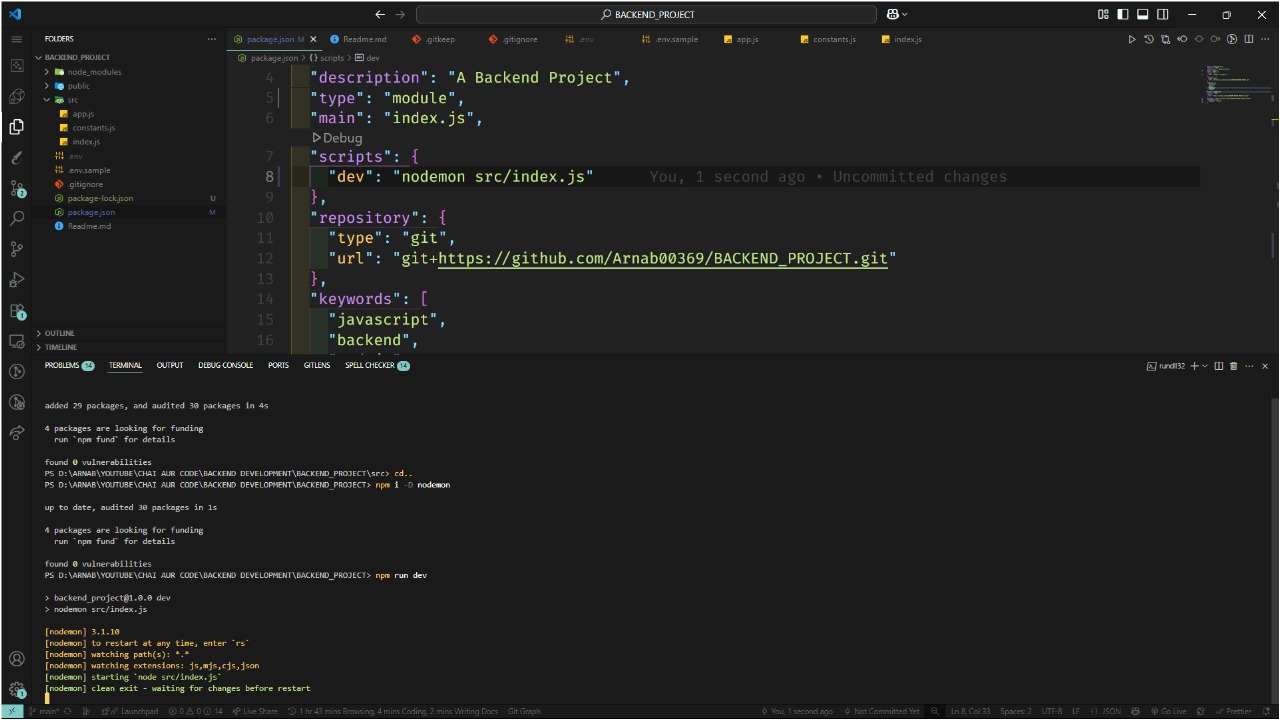 BACKEND_PROJECT
FOLDERS
BACKEND_PROJECT
node_modules
public
src
app.js
constants.js
index.js
.env
.env.sample
.gitignore
package-lock.json U
package.json M
Readme.md
OUTLINE
TIMELINE
package.json M
Readme.md
.gitkeep
.gitignore
.env
.env.sample
app.js
constants.js
index.js
package.json > {} scripts > dev
4 "description": "A Backend Project",
5 "type": "module",
6 "main": "index.js",
Debug
7 "scripts": {
8 "dev": "nodemon src/index.js" You, 1 second ago • Uncommitted changes
9 },
10 "repository": {
11 "type": "git",
12 "url": "git+https://github.com/Arnab00369/BACKEND_PROJECT.git"
13 },
14 "keywords": [
15 "javascript",
16 "backend",
PROBLEMS 54 TERMINAL OUTPUT DEBUG CONSOLE PORTS GITLENS SPELL CHECKER 14
rundll32
added 29 packages, and audited 30 packages in 4s
4 packages are looking for funding
run `npm fund` for details
found 0 vulnerabilities
PS D:\ARNAB\YOUTUBE\CHAI AUR CODE\BACKEND DEVELOPMENT\BACKEND_PROJECT\src> cd..
PS D:\ARNAB\YOUTUBE\CHAI AUR CODE\BACKEND DEVELOPMENT\BACKEND_PROJECT> npm i -D nodemon
up to date, audited 30 packages in 1s
4 packages are looking for funding
run `npm fund` for details
found 0 vulnerabilities
PS D:\ARNAB\YOUTUBE\CHAI AUR CODE\BACKEND DEVELOPMENT\BACKEND_PROJECT> npm run dev
> backend_project@1.0.0 dev
> nodemon src/index.js
[nodemon] 3.1.10
[nodemon] to restart at any time, enter `rs`
[nodemon] watching path(s): *.*
[nodemon] watching extensions: js,mjs,cjs,json
[nodemon] starting `node src/index.js`
[nodemon] clean exit - waiting for changes before restart
main* Launchpad 0 0 14 Live Share 1 hr 43 mins Browsing, 4 mins Coding, 2 mins Writing Docs Git Graph You, 1 second ago Not Committed Yet Ln 8, Col 33 Spaces: 2 UTF-8 LF {} JSON Go Live Prettier